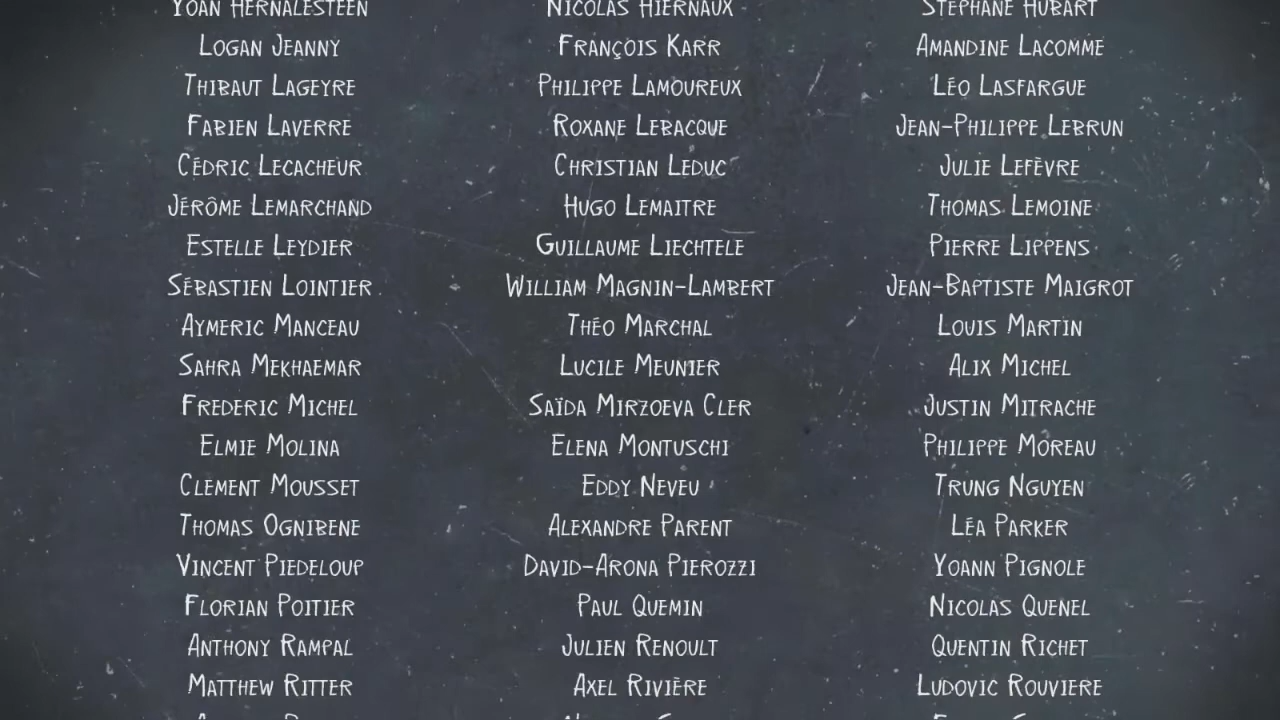 Yoan Hernalesteen Nicolas Hiernaux Stéphane Hubart
Logan Jeanny François Karr Amandine Lacomme
Thibaut Lageyre Philippe Lamoureux Léo Lasfargue
Fabien Laverre Roxane Lebacque Jean-Philippe Lebrun
Cédric Lecacheur Christian Leduc Julie Lefèvre
Jérôme Lemarchand Hugo Lemaitre Thomas Lemoine
Estelle Leydier Guillaume Liechtele Pierre Lippens
Sébastien Lointier William Magnin-Lambert Jean-Baptiste Maigrot
Aymeric Manceau Théo Marchal Louis Martin
Sahra Mekhaemar Lucile Meunier Alix Michel
Frederic Michel Saïda Mirzoeva Cler Justin Mitrache
Elmie Molina Elena Montuschi Philippe Moreau
Clement Mousset Eddy Neveu Trung Nguyen
Thomas Ognibene Alexandre Parent Léa Parker
Vincent Piedeloup David-Arona Pierozzi Yoann Pignole
Florian Poitier Paul Quemin Nicolas Quenel
Anthony Rampal Julien Renoult Quentin Richet
Matthew Ritter Axel Rivière Ludovic Rouviere